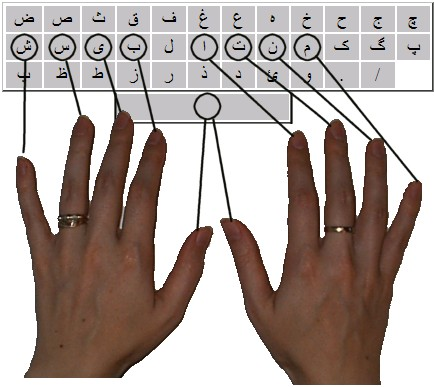 ض ص ث ق ف غ ع ه خ ح ج چ
ش س ی ب ل ا ت ن م ک گ پ
ظ ط ز ر ذ د ئ و . /